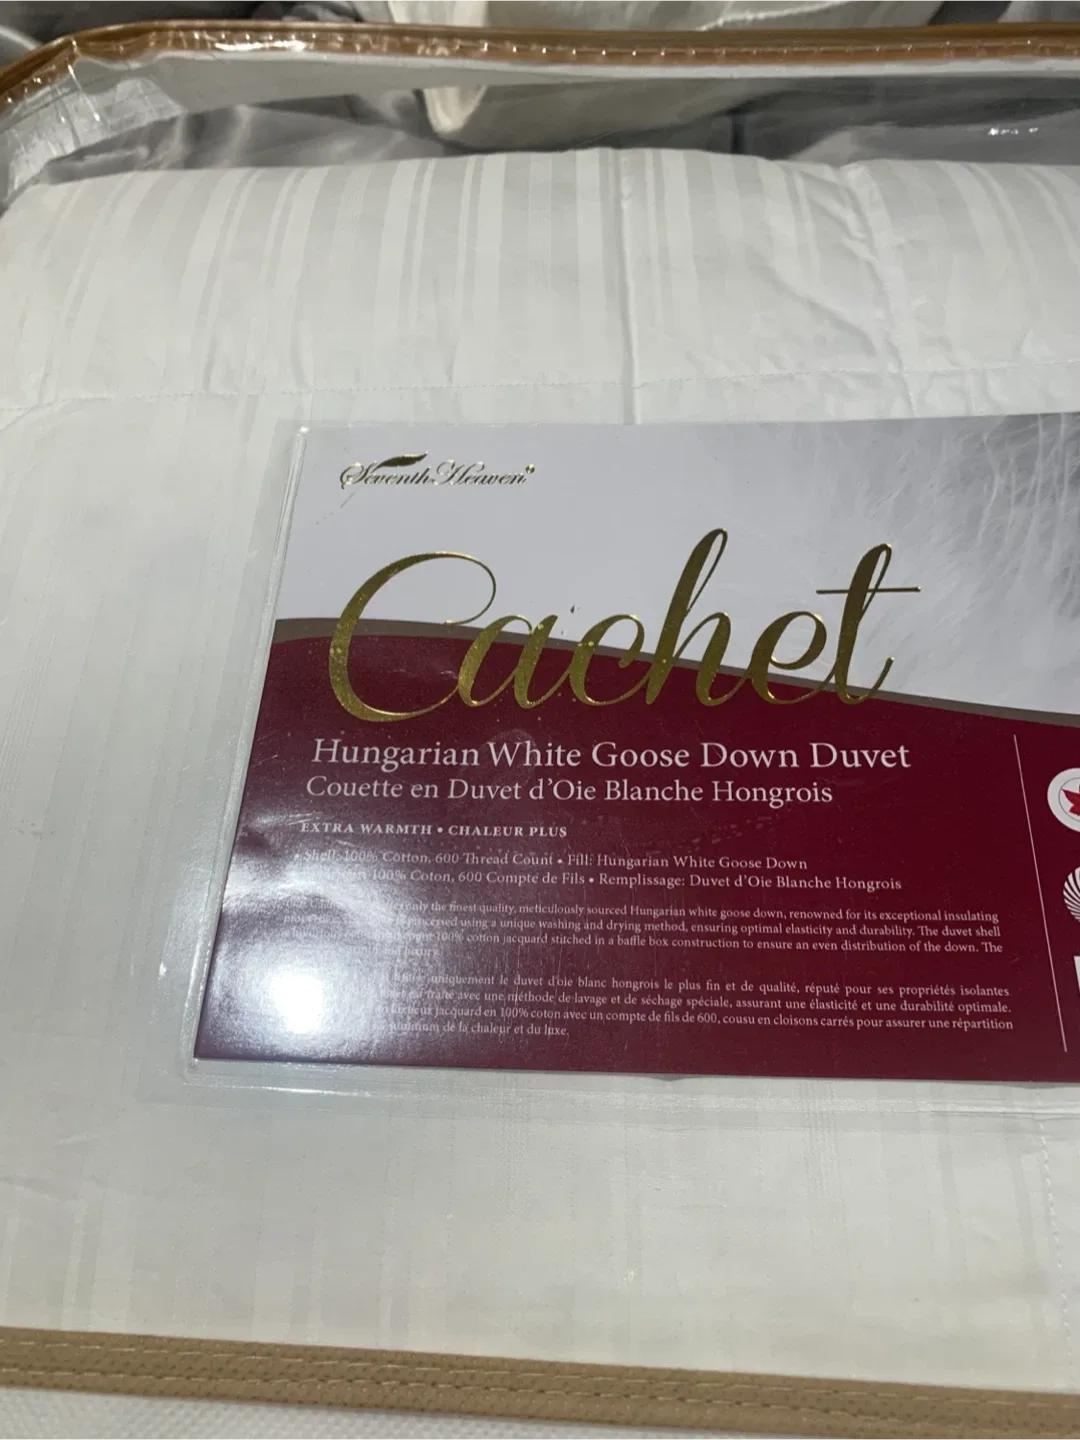 Seventh Heaven
Cachet
Hungarian White Goose Down Duvet
Couette en Duvet d'Oie Blanche Hongrois
EXTRA WARMTH • CHALEUR PLUS
• Shell: 100% Cotton, 600 Thread Count • Fill: Hungarian White Goose Down
100% Coton, 600 Compte de Fils • Remplissage: Duvet d'Oie Blanche Hongrois
only the finest quality, meticulously sourced Hungarian white goose down, renowned for its exceptional insulating
processed using a unique washing and drying method, ensuring optimal elasticity and durability. The duvet shell
100% cotton jacquard stitched in a baffle box construction to ensure an even distribution of the down. The
uniquement le duvet d'oie blanc hongrois le plus fin et de qualité, réputé pour ses propriétés isolantes
traité avec une méthode de lavage et de séchage spéciale, assurant une élasticité et une durabilité optimale.
jacquard en 100% coton avec un compte de fils de 600, cousu en cloisons carrés pour assurer une répartition
de la chaleur et du luxe.